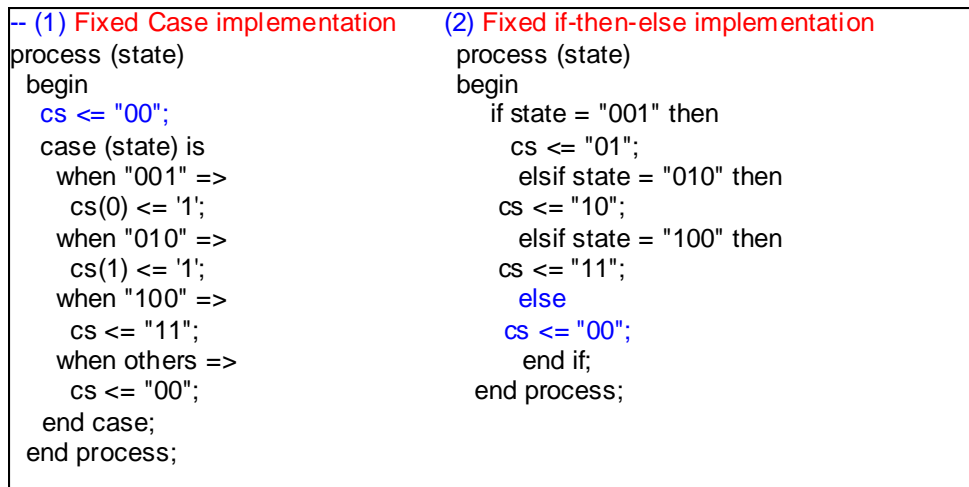 -- (1) Fixed Case implementation
process (state)
begin
cs <= "00";
case (state) is
when "001" =>
cs(0) <= '1';
when "010" =>
cs(1) <= '1';
when "100" =>
cs <= "11";
when others =>
cs <= "00";
end case;
end process;
(2) Fixed if-then-else implementation
process (state)
begin
if state = "001" then
cs <= "01";
elsif state = "010" then
cs <= "10";
elsif state = "100" then
cs <= "11";
else
cs <= "00";
end if;
end process;